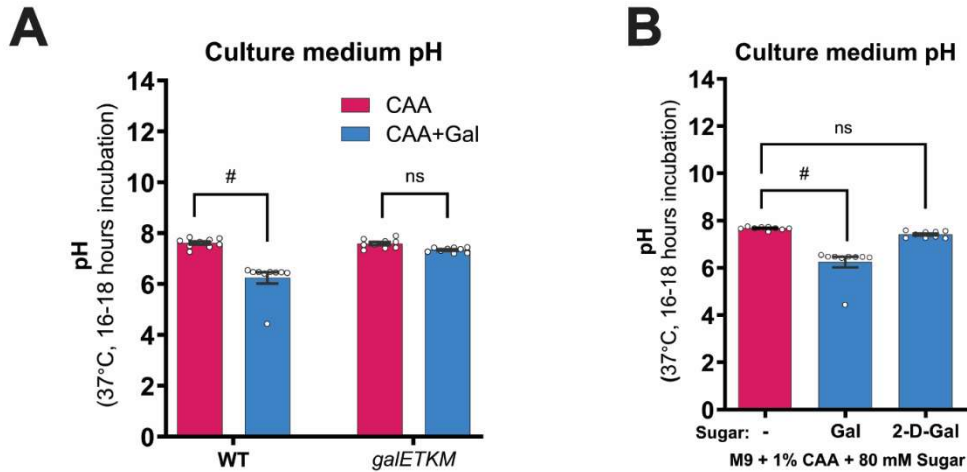 A
Culture medium pH
14
12
10
8
6
4
2
0
pH
(37°C, 16-18 hours incubation)
CAA
CAA+Gal
#
ns
WT
galETKM
B
Culture medium pH
14
12
10
8
6
4
2
0
pH
(37°C, 16-18 hours incubation)
ns
#
Sugar: - Gal 2-D-Gal
M9 + 1% CAA + 80 mM Sugar